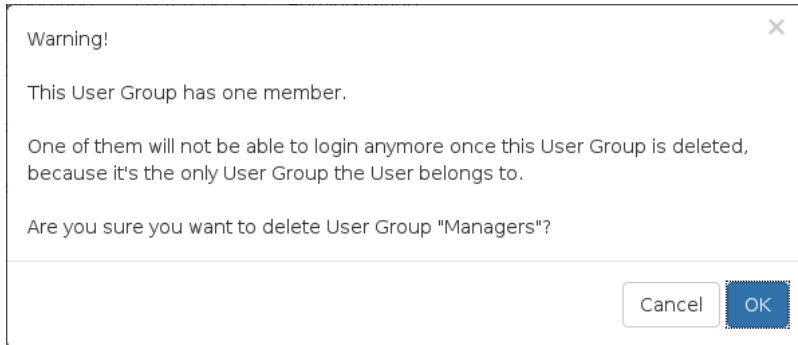 Warning!
This User Group has one member.
One of them will not be able to login anymore once this User Group is deleted,
because it's the only User Group the User belongs to.
Are you sure you want to delete User Group "Managers"?
Cancel
OK